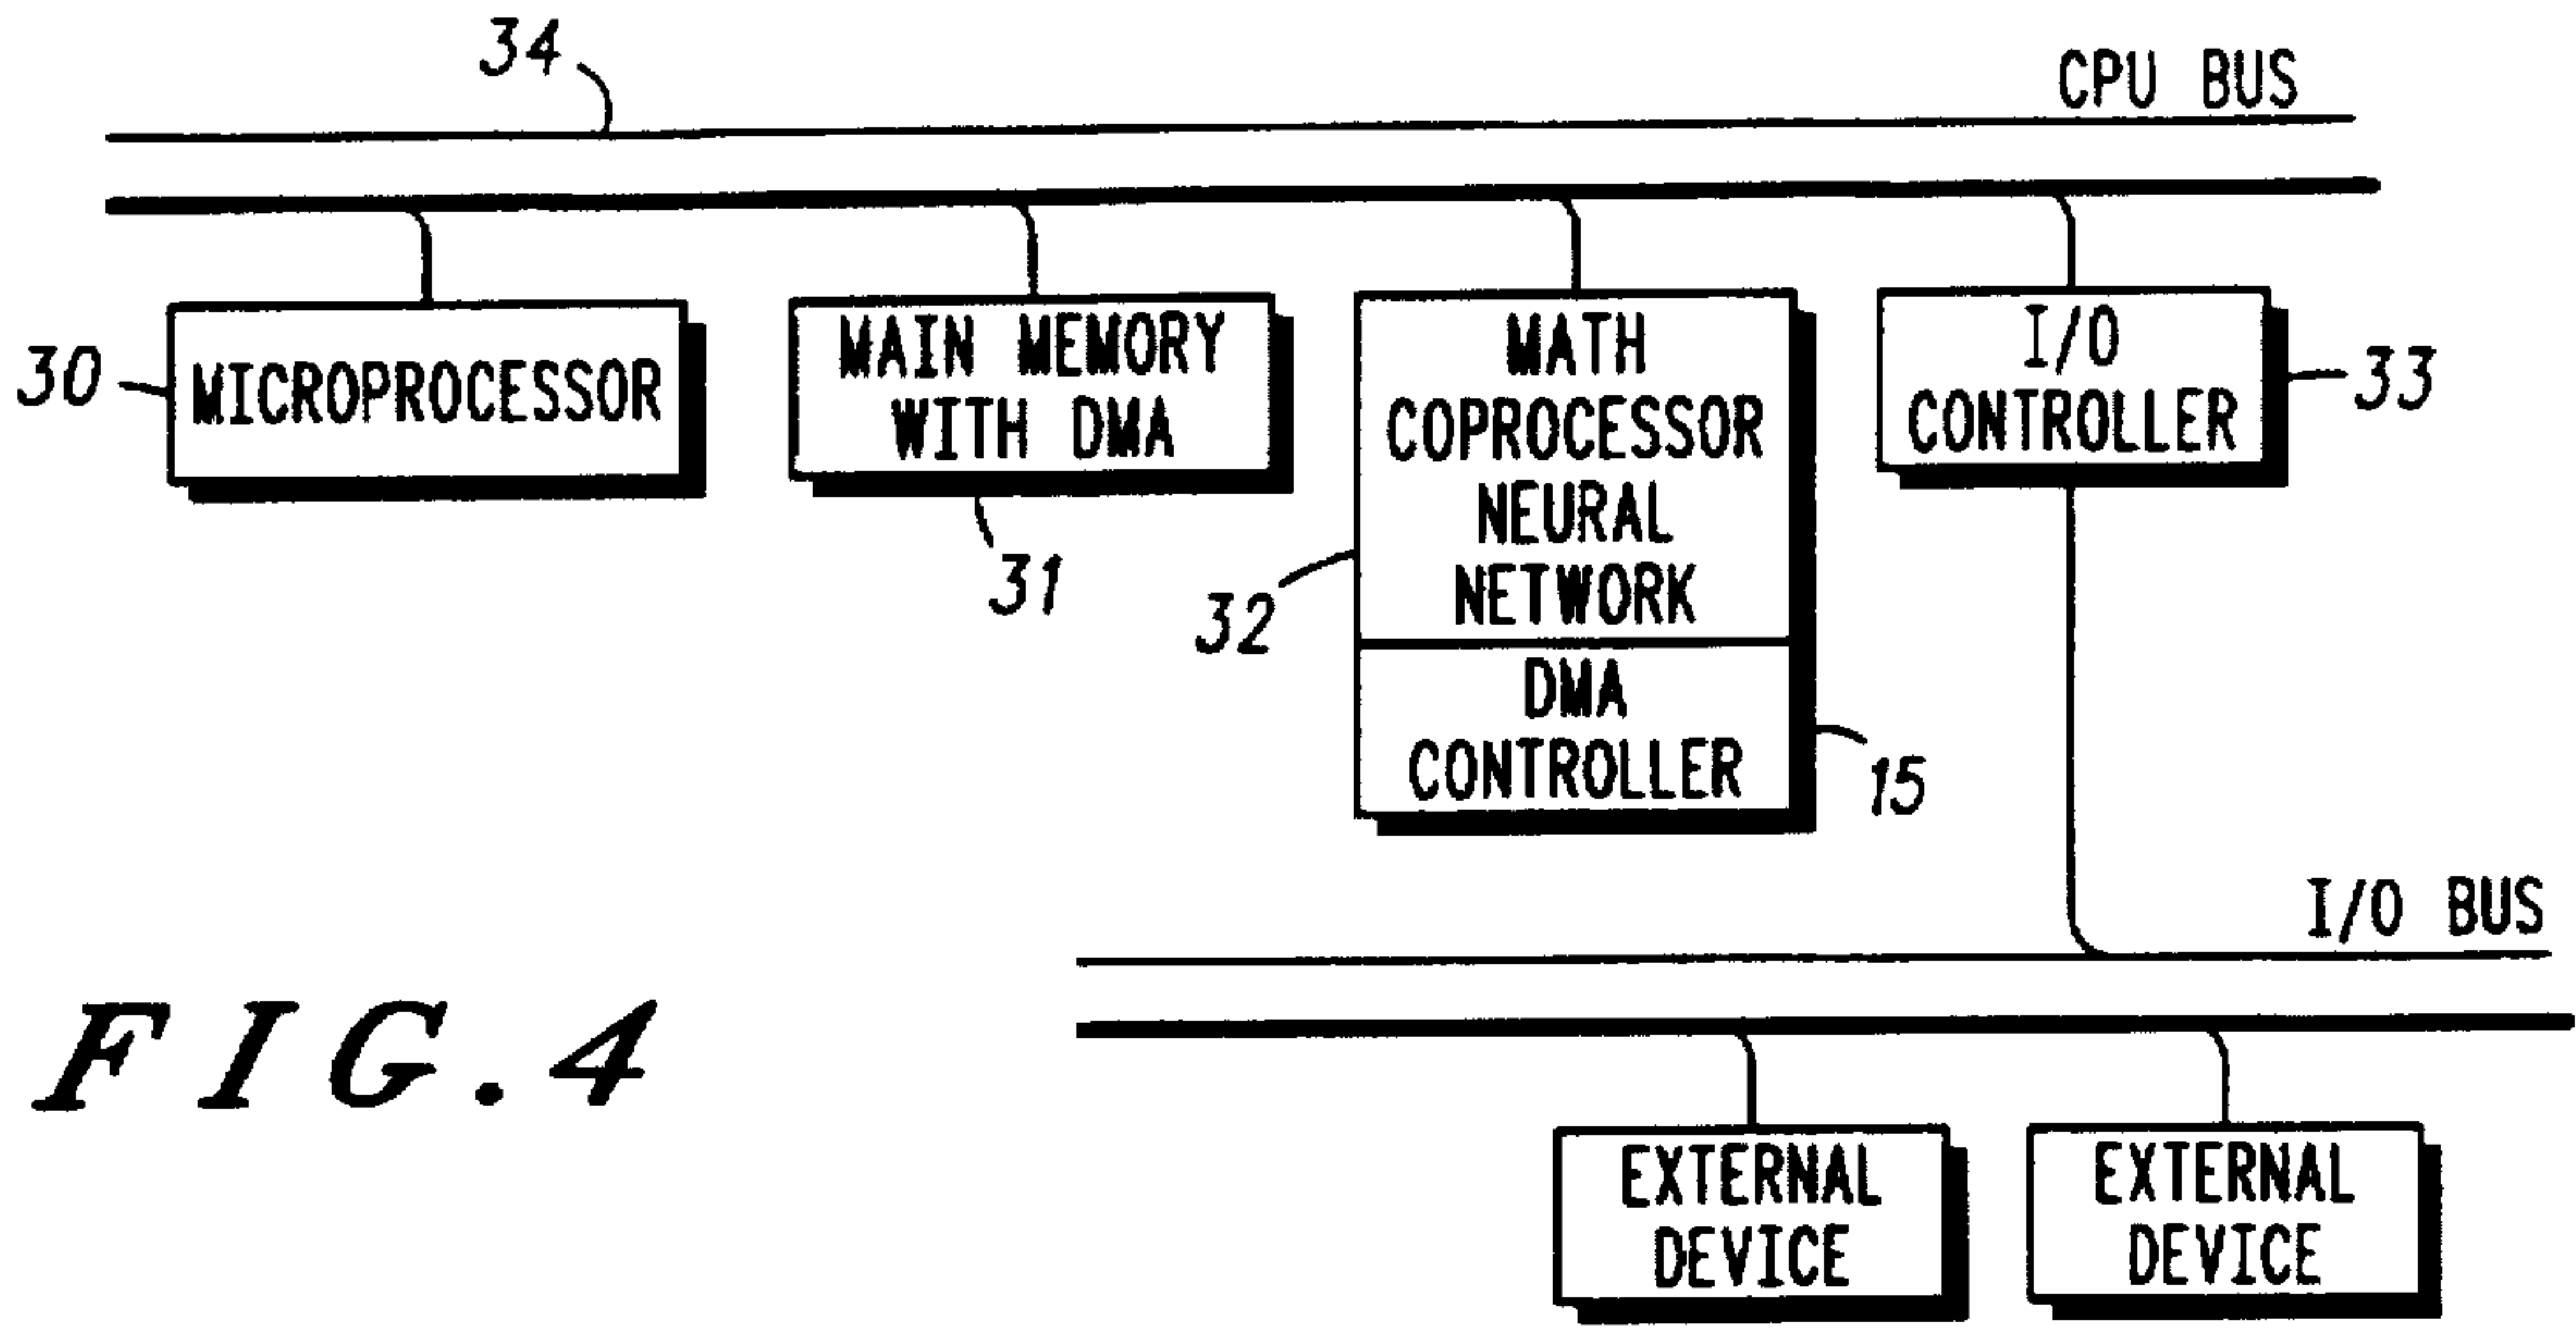 34
CPU BUS
30
MICROPROCESSOR
MAIN MEMORY
WITH DMA
31
MATH
COPROCESSOR
NEURAL
NETWORK
32
DMA
CONTROLLER
15
I/O
CONTROLLER
33
I/O BUS
EXTERNAL
DEVICE
EXTERNAL
DEVICE
FIG.4